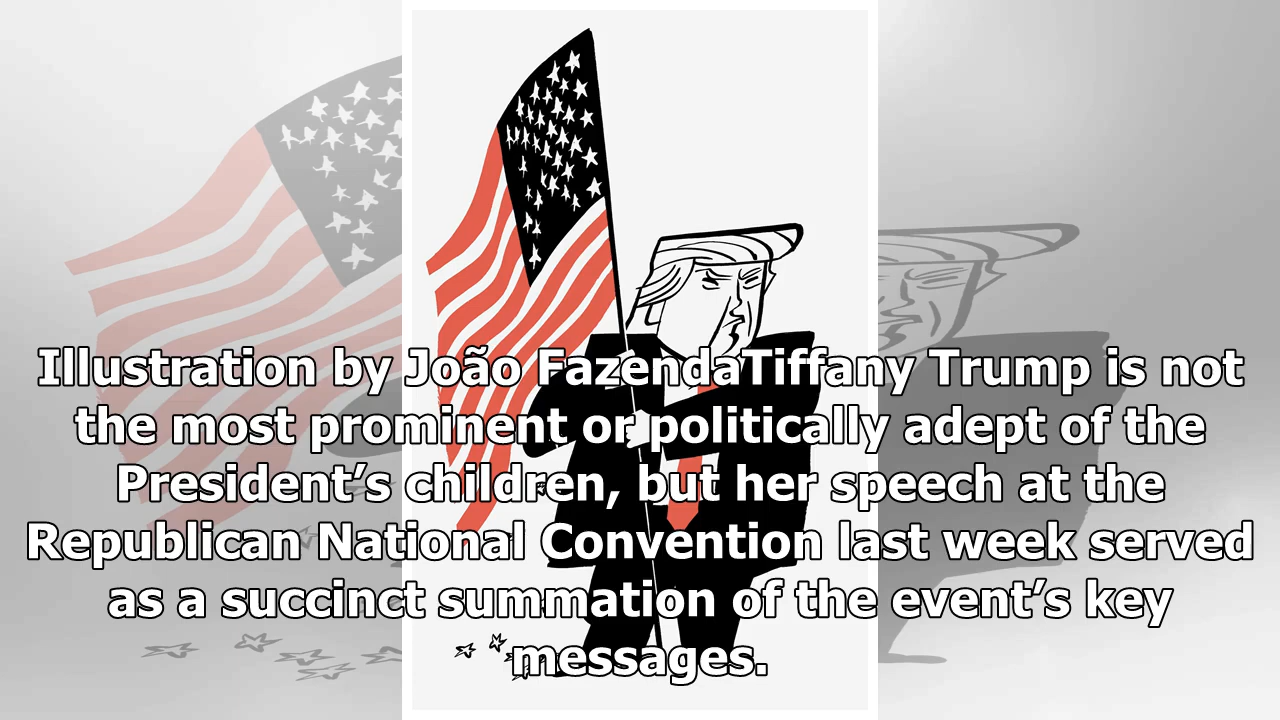 Illustration by João FazendaTiffany Trump is not
the most prominent or politically adept of the
President’s children, but her speech at the
Republican National Convention last week served
as a succinct summation of the event’s key
messages.